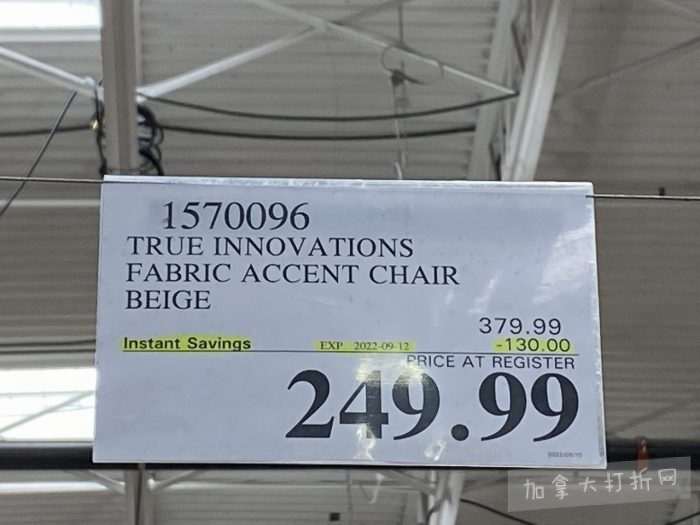 1570096
TRUE INNOVATIONS
FABRIC ACCENT CHAIR
BEIGE
379.99
Instant Savings EXP 2022-09-12 -130.00
PRICE AT REGISTER
249.99
加拿大打折网